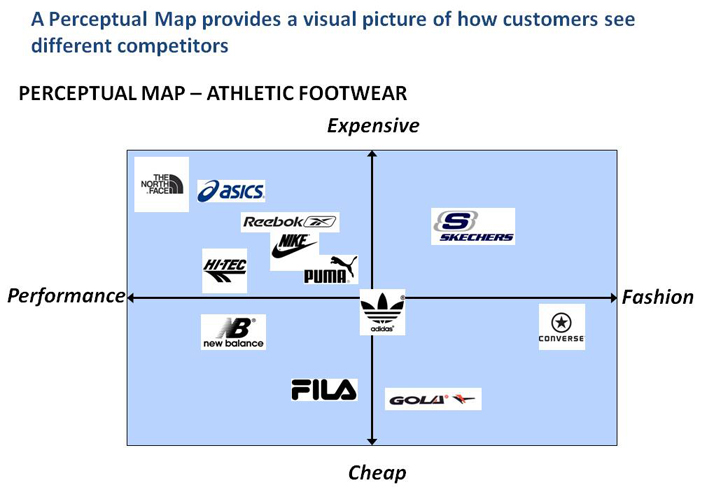 A Perceptual Map provides a visual picture of how customers see
different competitors
PERCEPTUAL MAP – ATHLETIC FOOTWEAR
Expensive
THE
NORTH
FACE
asics.
Reebok
SKECHERS
NIKE
HI-TEC
PUMA
Performance
Fashion
adidas
NB
new balance
CONVERSE
FILA
GOLA
Cheap